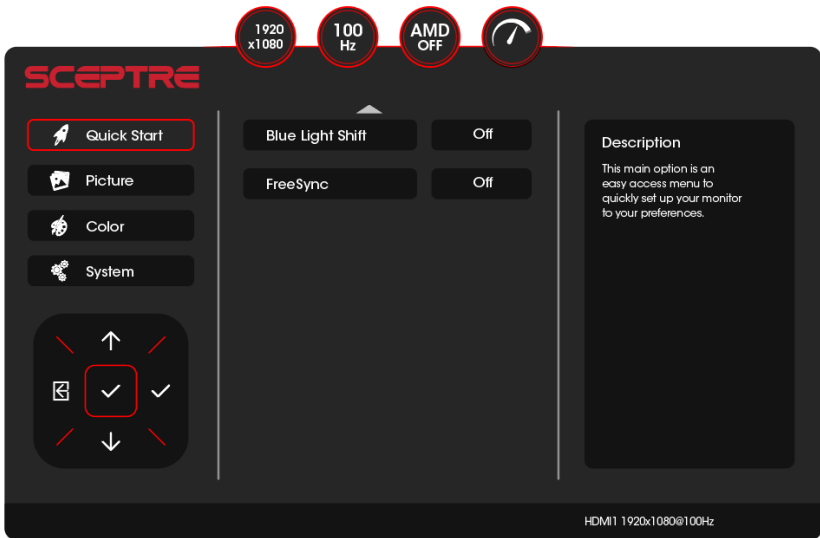 1920
x1080
100
Hz
AMD
OFF
SCEPTRE
Quick Start
Picture
Color
System
Blue Light Shift
Off
FreeSync
Off
Description
This main option is an
easy access menu to
quickly set up your monitor
to your preferences.
HDMI1 1920x1080@100Hz